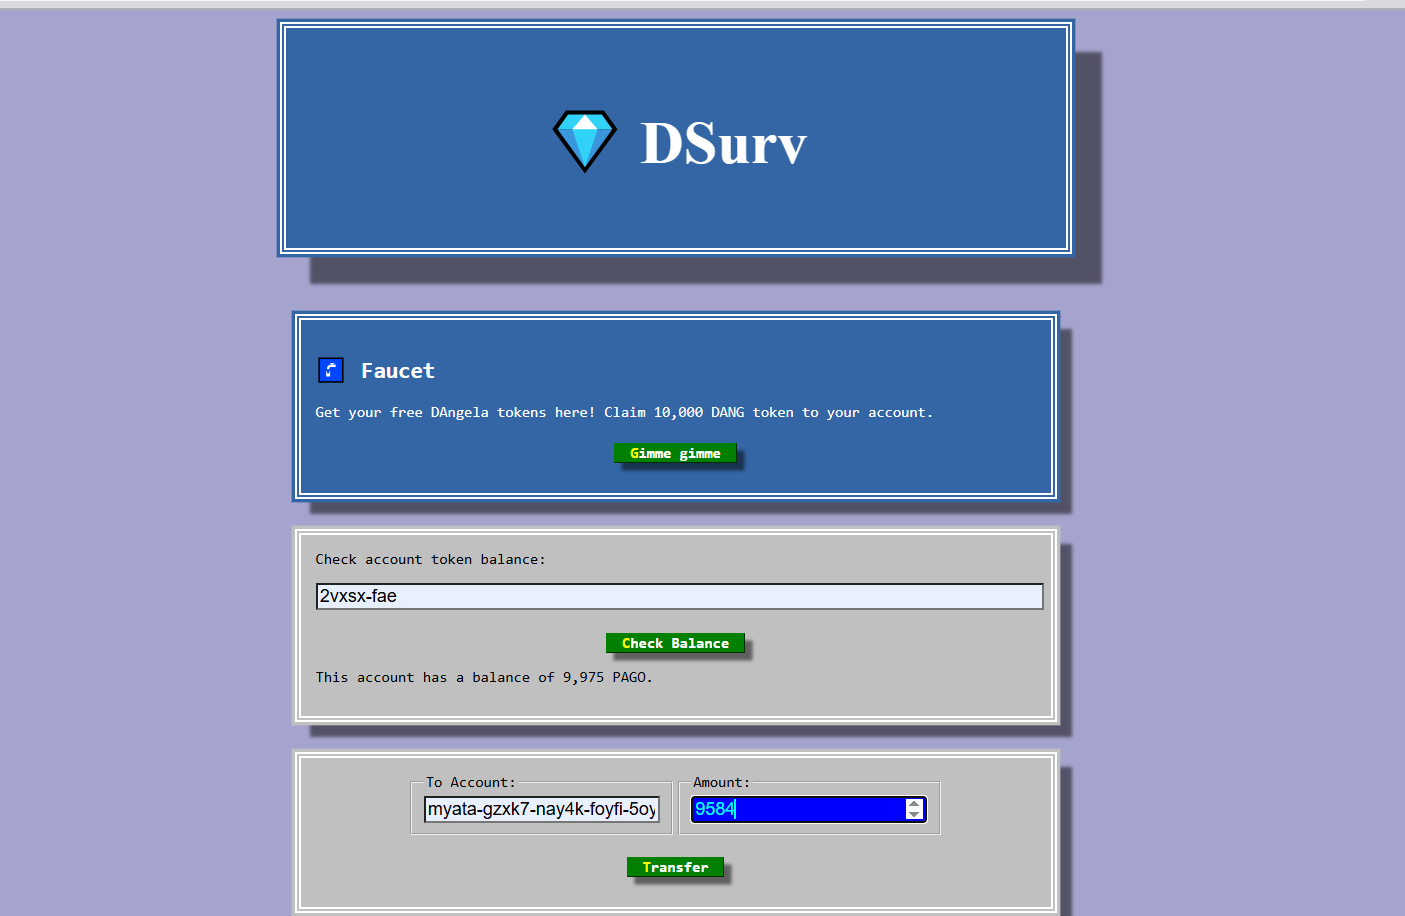 DSurv
Faucet
Get your free DAngela tokens here! Claim 10,000 DANG token to your account.
Gimme gimme
Check account token balance:
2vxsx-fae
Check Balance
This account has a balance of 9,975 PAGO.
To Account: Amount:
myata-gzxk7-nay4k-foyfi-5oy 9584
Transfer